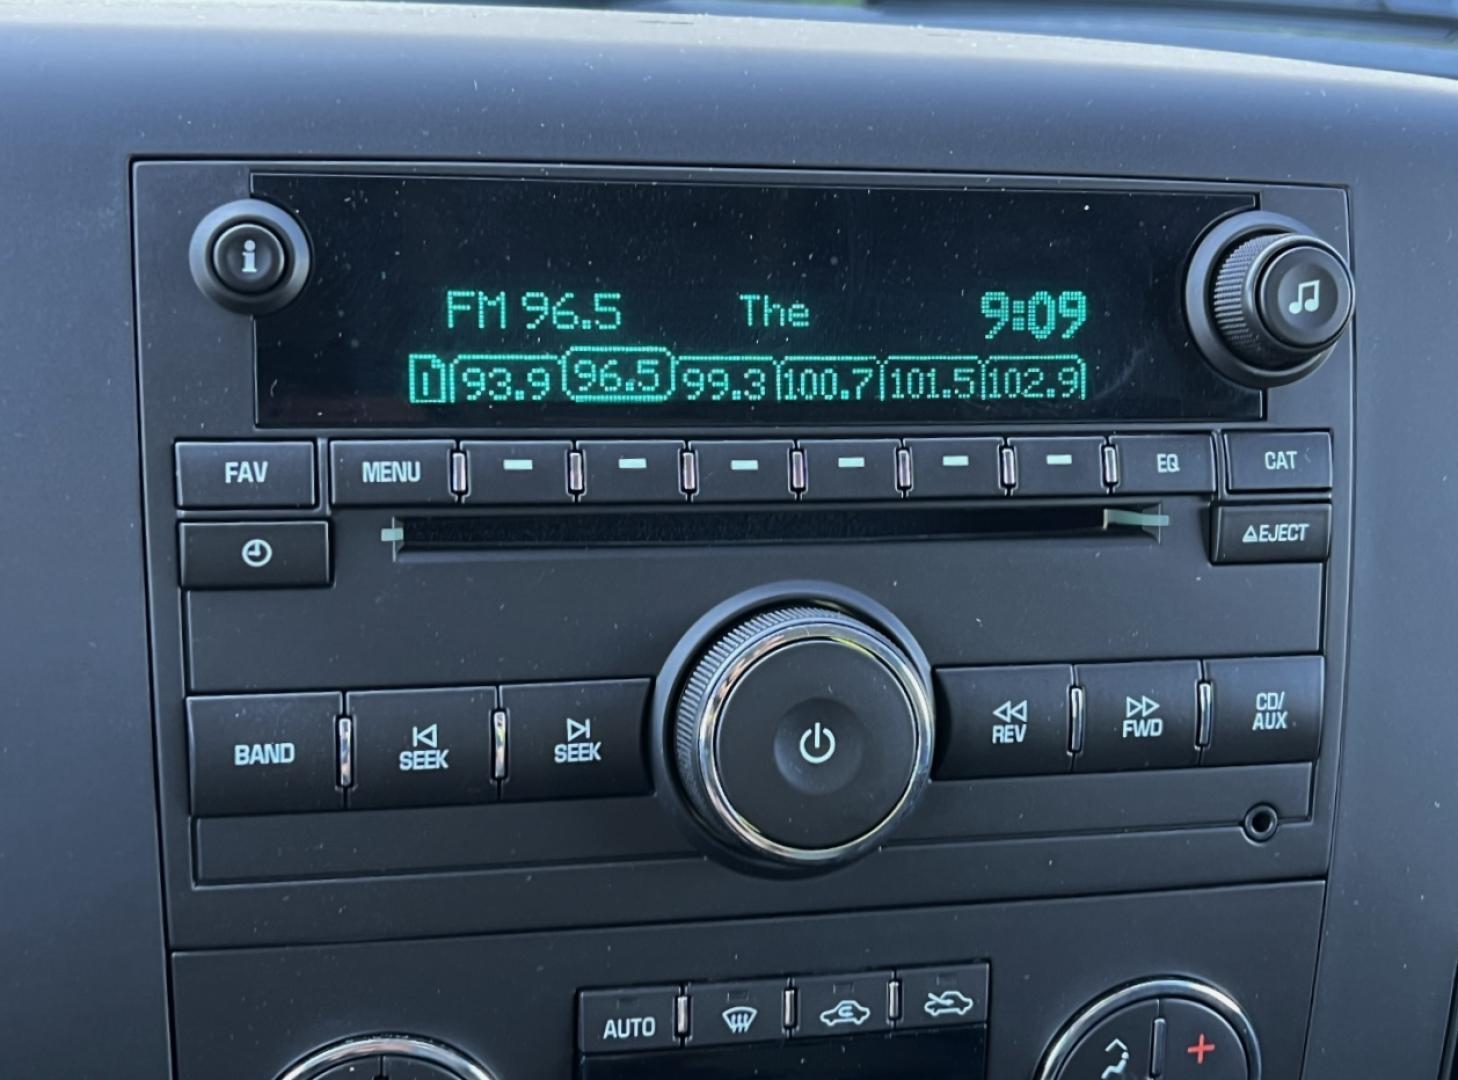 FM 96.5 The 9:09
1 93.9 96.5 99.3 100.7 101.5 102.9
FAV MENU EQ CAT
EJECT
BAND SEEK SEEK REV FWD CD/
AUX
AUTO